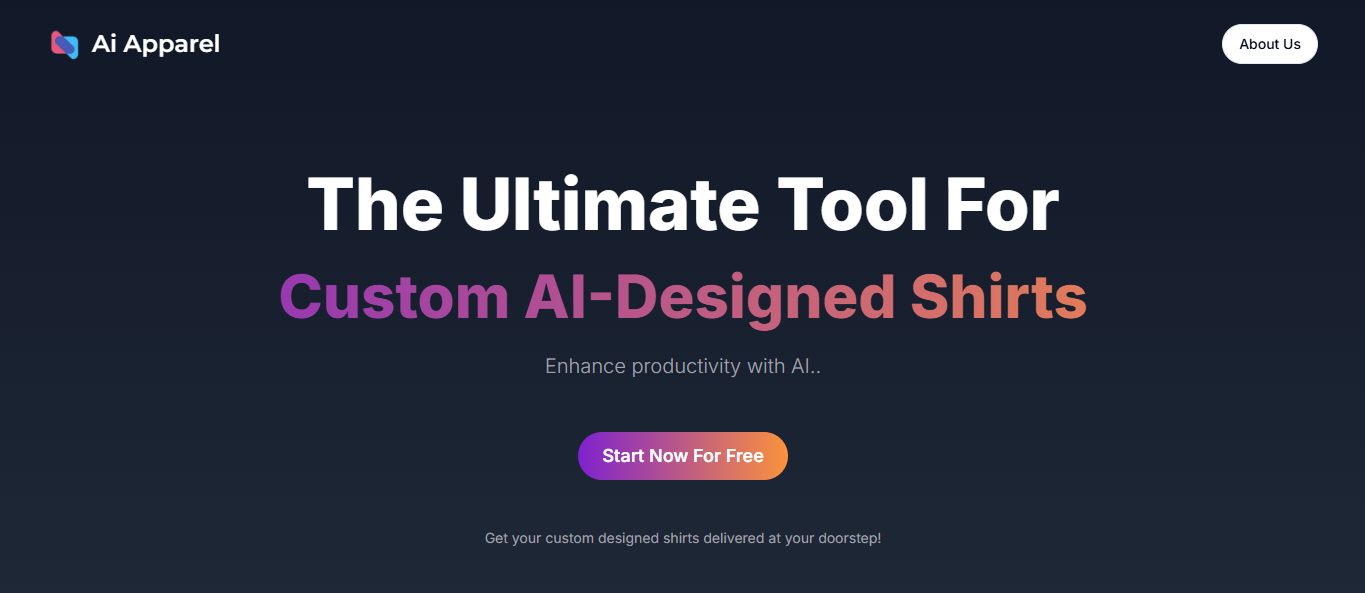 Ai Apparel
About Us
The Ultimate Tool For
Custom AI-Designed Shirts
Enhance productivity with AI..
Start Now For Free
Get your custom designed shirts delivered at your doorstep!